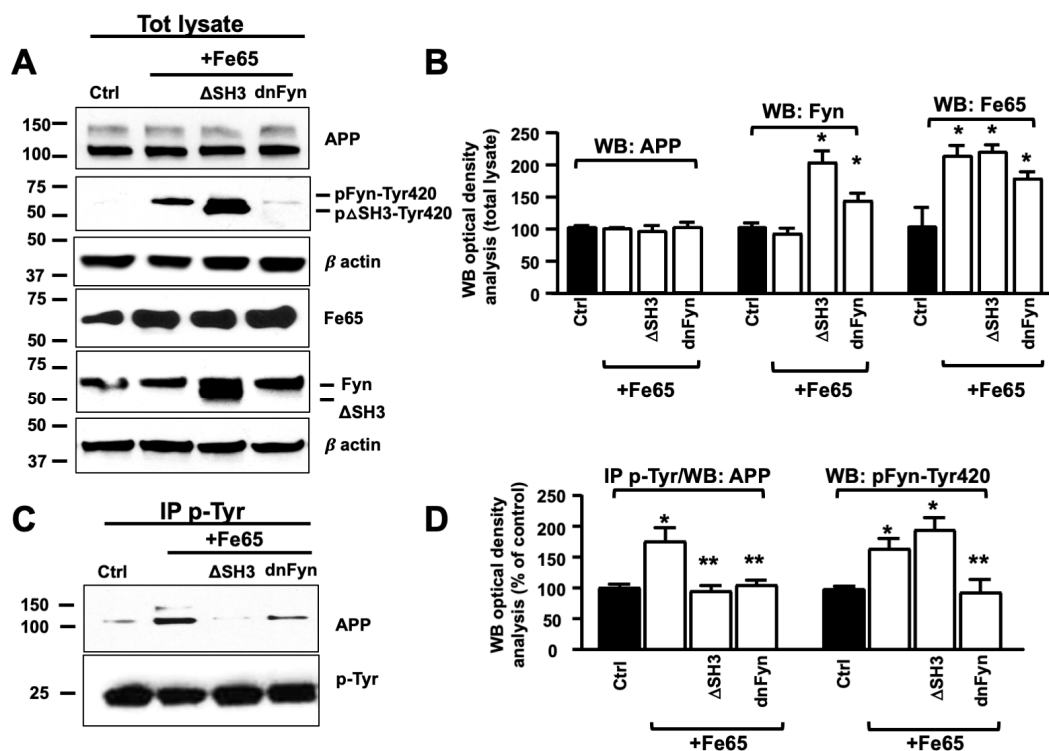 Tot lysate
A
+Fe65
Ctrl ΔSH3 dnFyn
150
100
APP
75
50
pFyn-Tyr420
pΔSH3-Tyr420
50
37
β actin
75
50
Fe65
75
50
Fyn
ΔSH3
50
37
β actin
B
WB optical density
analysis (total lysate)
250
200
150
100
50
0
WB: APP
WB: Fyn
WB: Fe65
* *
* * *
Ctrl ΔSH3 dnFyn Ctrl ΔSH3 dnFyn Ctrl ΔSH3 dnFyn
+Fe65 +Fe65 +Fe65
C
IP p-Tyr
+Fe65
Ctrl ΔSH3 dnFyn
150
100
APP
25
p-Tyr
D
WB optical density
analysis (% of control)
250
200
150
100
50
0
IP p-Tyr/WB: APP
WB: pFyn-Tyr420
* ** **
* * **
Ctrl ΔSH3 dnFyn Ctrl ΔSH3 dnFyn
+Fe65 +Fe65